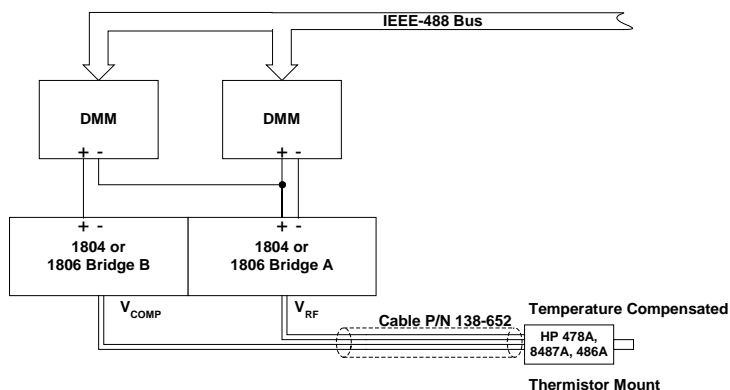 IEEE-488 Bus
DMM
DMM
+ -
+ -
+ -
+ -
1804 or
1806 Bridge B
1804 or
1806 Bridge A
VCOMP
VRF
Cable P/N 138-652
Temperature Compensated
HP 478A,
8487A, 486A
Thermistor Mount